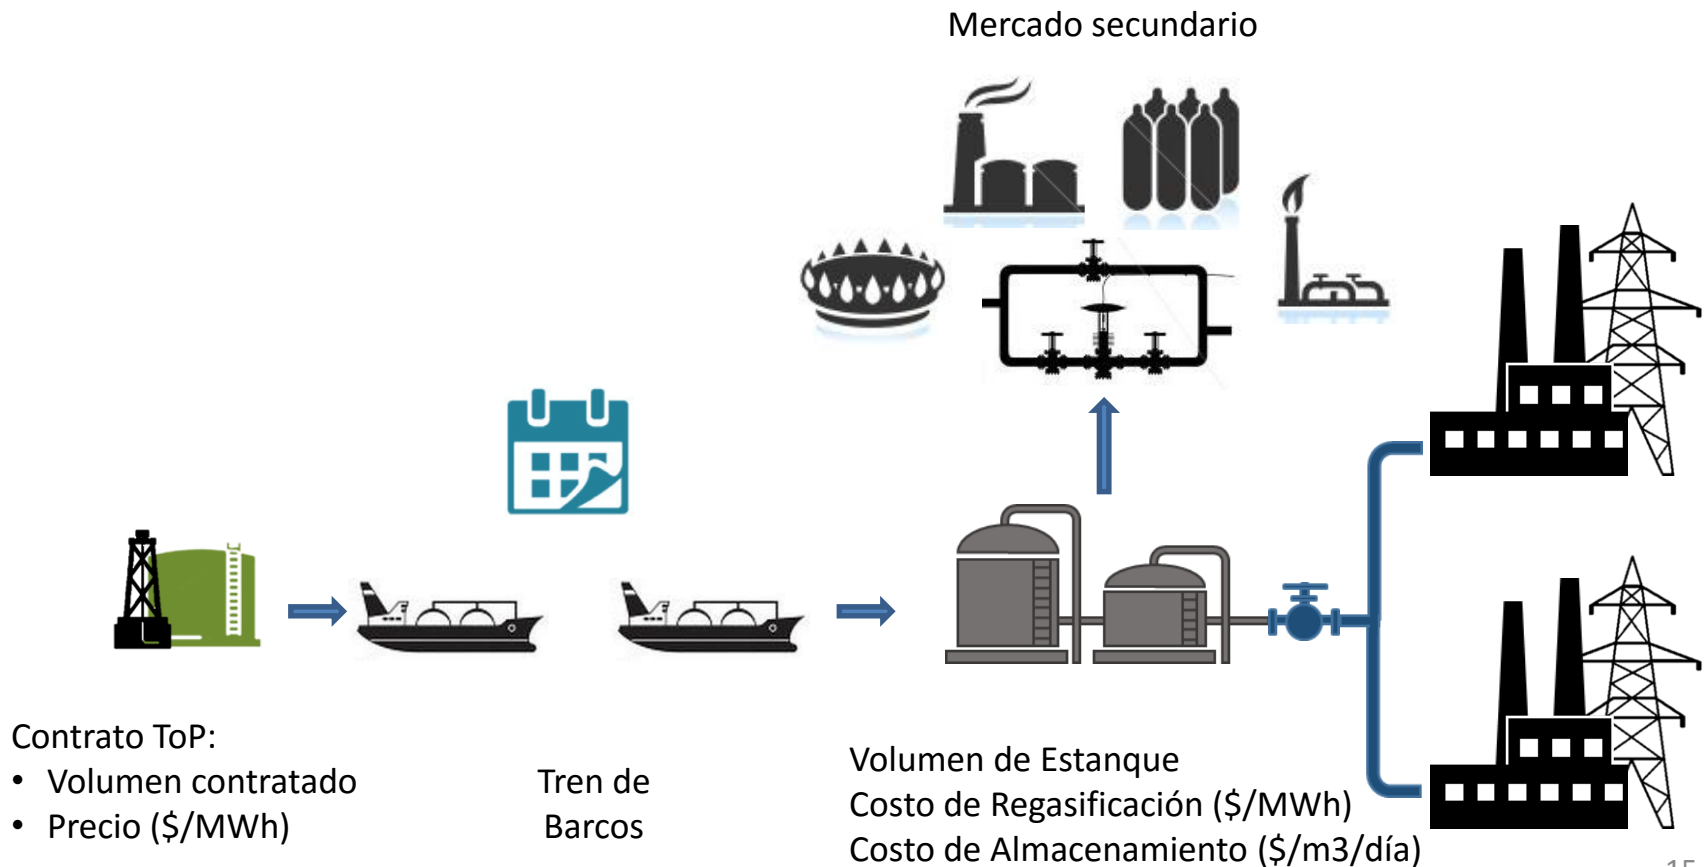 Mercado secundario
Contrato ToP:
• Volumen contratado
• Precio ($/MWh)
Tren de
Barcos
Volumen de Estanque
Costo de Regasificación ($/MWh)
Costo de Almacenamiento ($/m3/día)
15